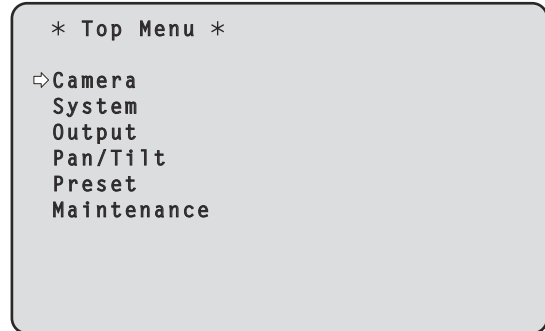 * Top Menu *
⇨Camera
System
Output
Pan/Tilt
Preset
Maintenance